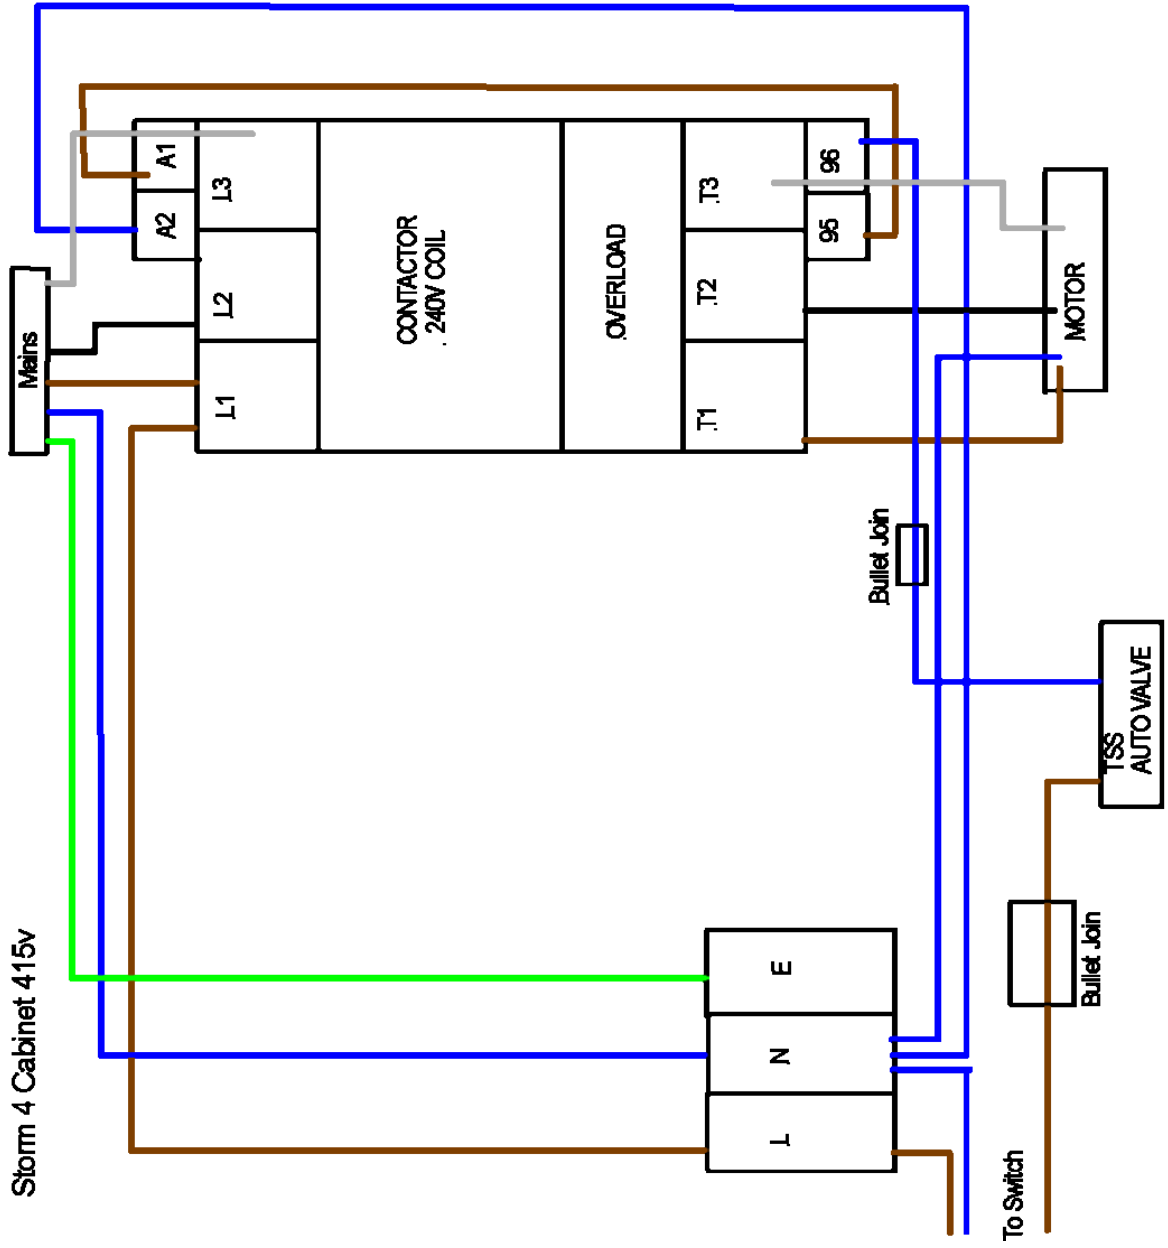 Storm 4 Cabinet 415v
Mains
A1
A2
L3
L2
L1
CONTACTOR
. 240V COIL
.OVERLOAD
.T3
.T2
.T1
96
95
MOTOR
Bullet Join
TSS
AUTO VALVE
Bullet Join
E
N
L
To Switch